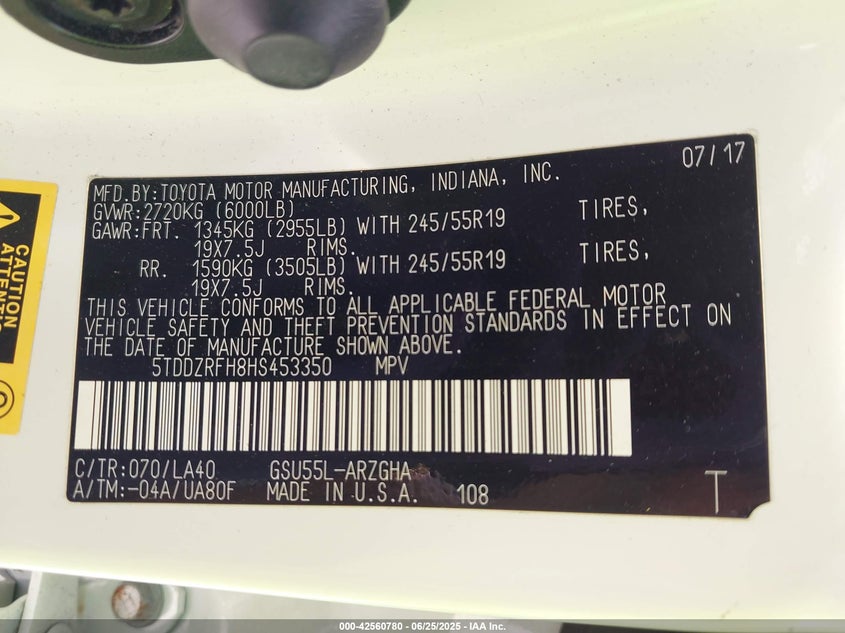 07/17
MFD.BY:TOYOTA MOTOR MANUFACTURING, INDIANA, INC.
GVWR:2720KG (6000LB)
GAWR:FRT. 1345KG (2955LB) WITH 245/55R19 TIRES,
19X7.5J RIMS.
RR. 1590KG (3505LB) WITH 245/55R19 TIRES,
19X7.5J RIMS.
THIS VEHICLE CONFORMS TO ALL APPLICABLE FEDERAL MOTOR
VEHICLE SAFETY AND THEFT PREVENTION STANDARDS IN EFFECT ON
THE DATE OF MANUFACTURE SHOWN ABOVE.
5TDDZRFH8HS453350 MPV
C/TR:070/LA40 GSU55L-ARZGHA
A/TM:-04A/UA80F MADE IN U.S.A. 108 T
CAUTION
ATTENTION
000-42560780 - 06/25/2025 - IAA Inc.